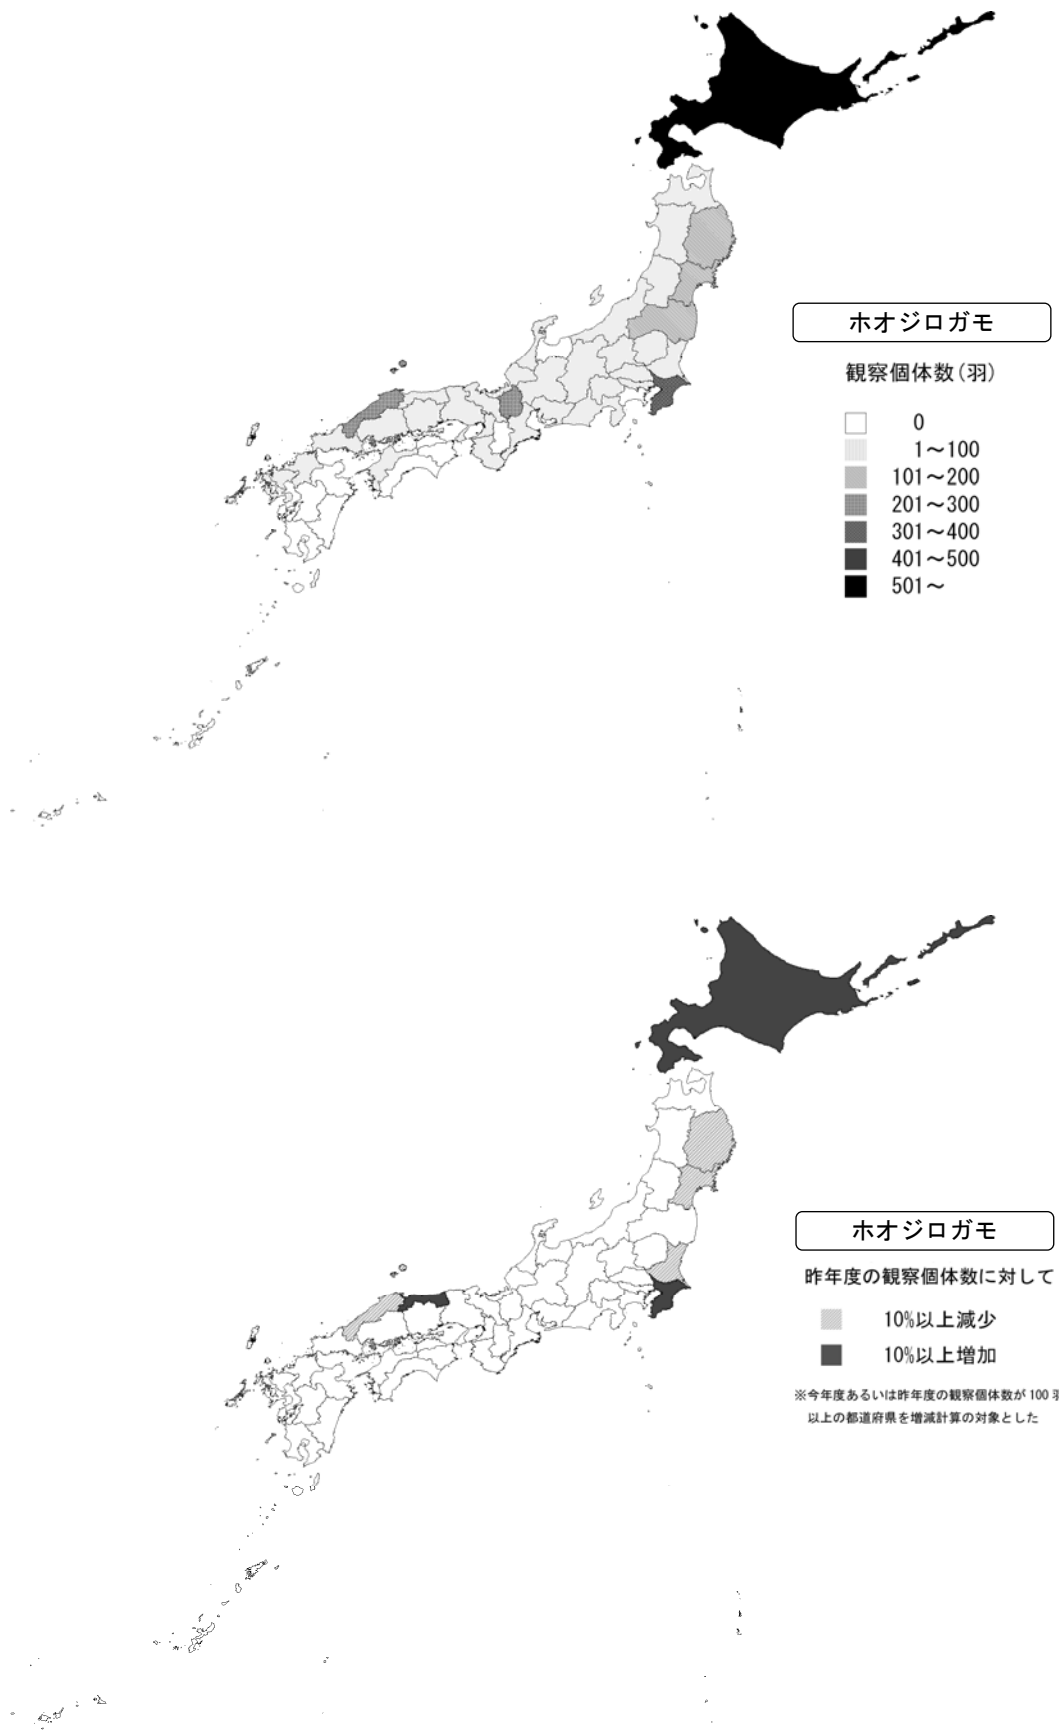 ホオジロガモ
観察個体数(羽)
0
1～100
101～200
201～300
301～400
401～500
501～
ホオジロガモ
昨年度の観察個体数に対して
10%以上減少
10%以上増加
※今年度あるいは昨年度の観察個体数が 100 羽
以上の都道府県を増減計算の対象とした